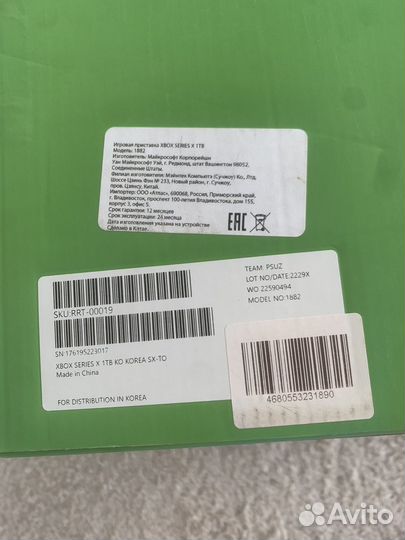 Игровая приставка XBOX SERIES X 1TB
Модель: 1882
Изготовитель: Майкрософт Корпорейшн
Уан Майкрософт Уэй, г. Редмонд, штат Вашингтон 98052,
Соединенные Штаты.
Филиал изготовителя: Мэйнтек Компьютэ (Сучжоу) Ко., Лтд.
Шоссе Цзинь Фэн № 233, Новый район, г. Сучжоу,
пров. Цзянсу, Китай.
Импортер: ООО «Атлас», 690068, Россия, Приморский край,
г. Владивосток, проспект 100-летия Владивостока, дом 155,
корпус 3, офис 5.
Срок гарантии: 12 месяцев
Срок эксплуатации: 24 месяца
Дата изготовления указана на устройстве
Сделано в Китае.
EAC
SKU:RRT-00019
SN:176195223017
XBOX SERIES X 1TB KO KOREA SX-TO
Made in China
FOR DISTRIBUTION IN KOREA
TEAM: PSUZ
LOT NO/DATE:2229X
WO 22590494
MODEL NO:1882
4680553231890
Avito